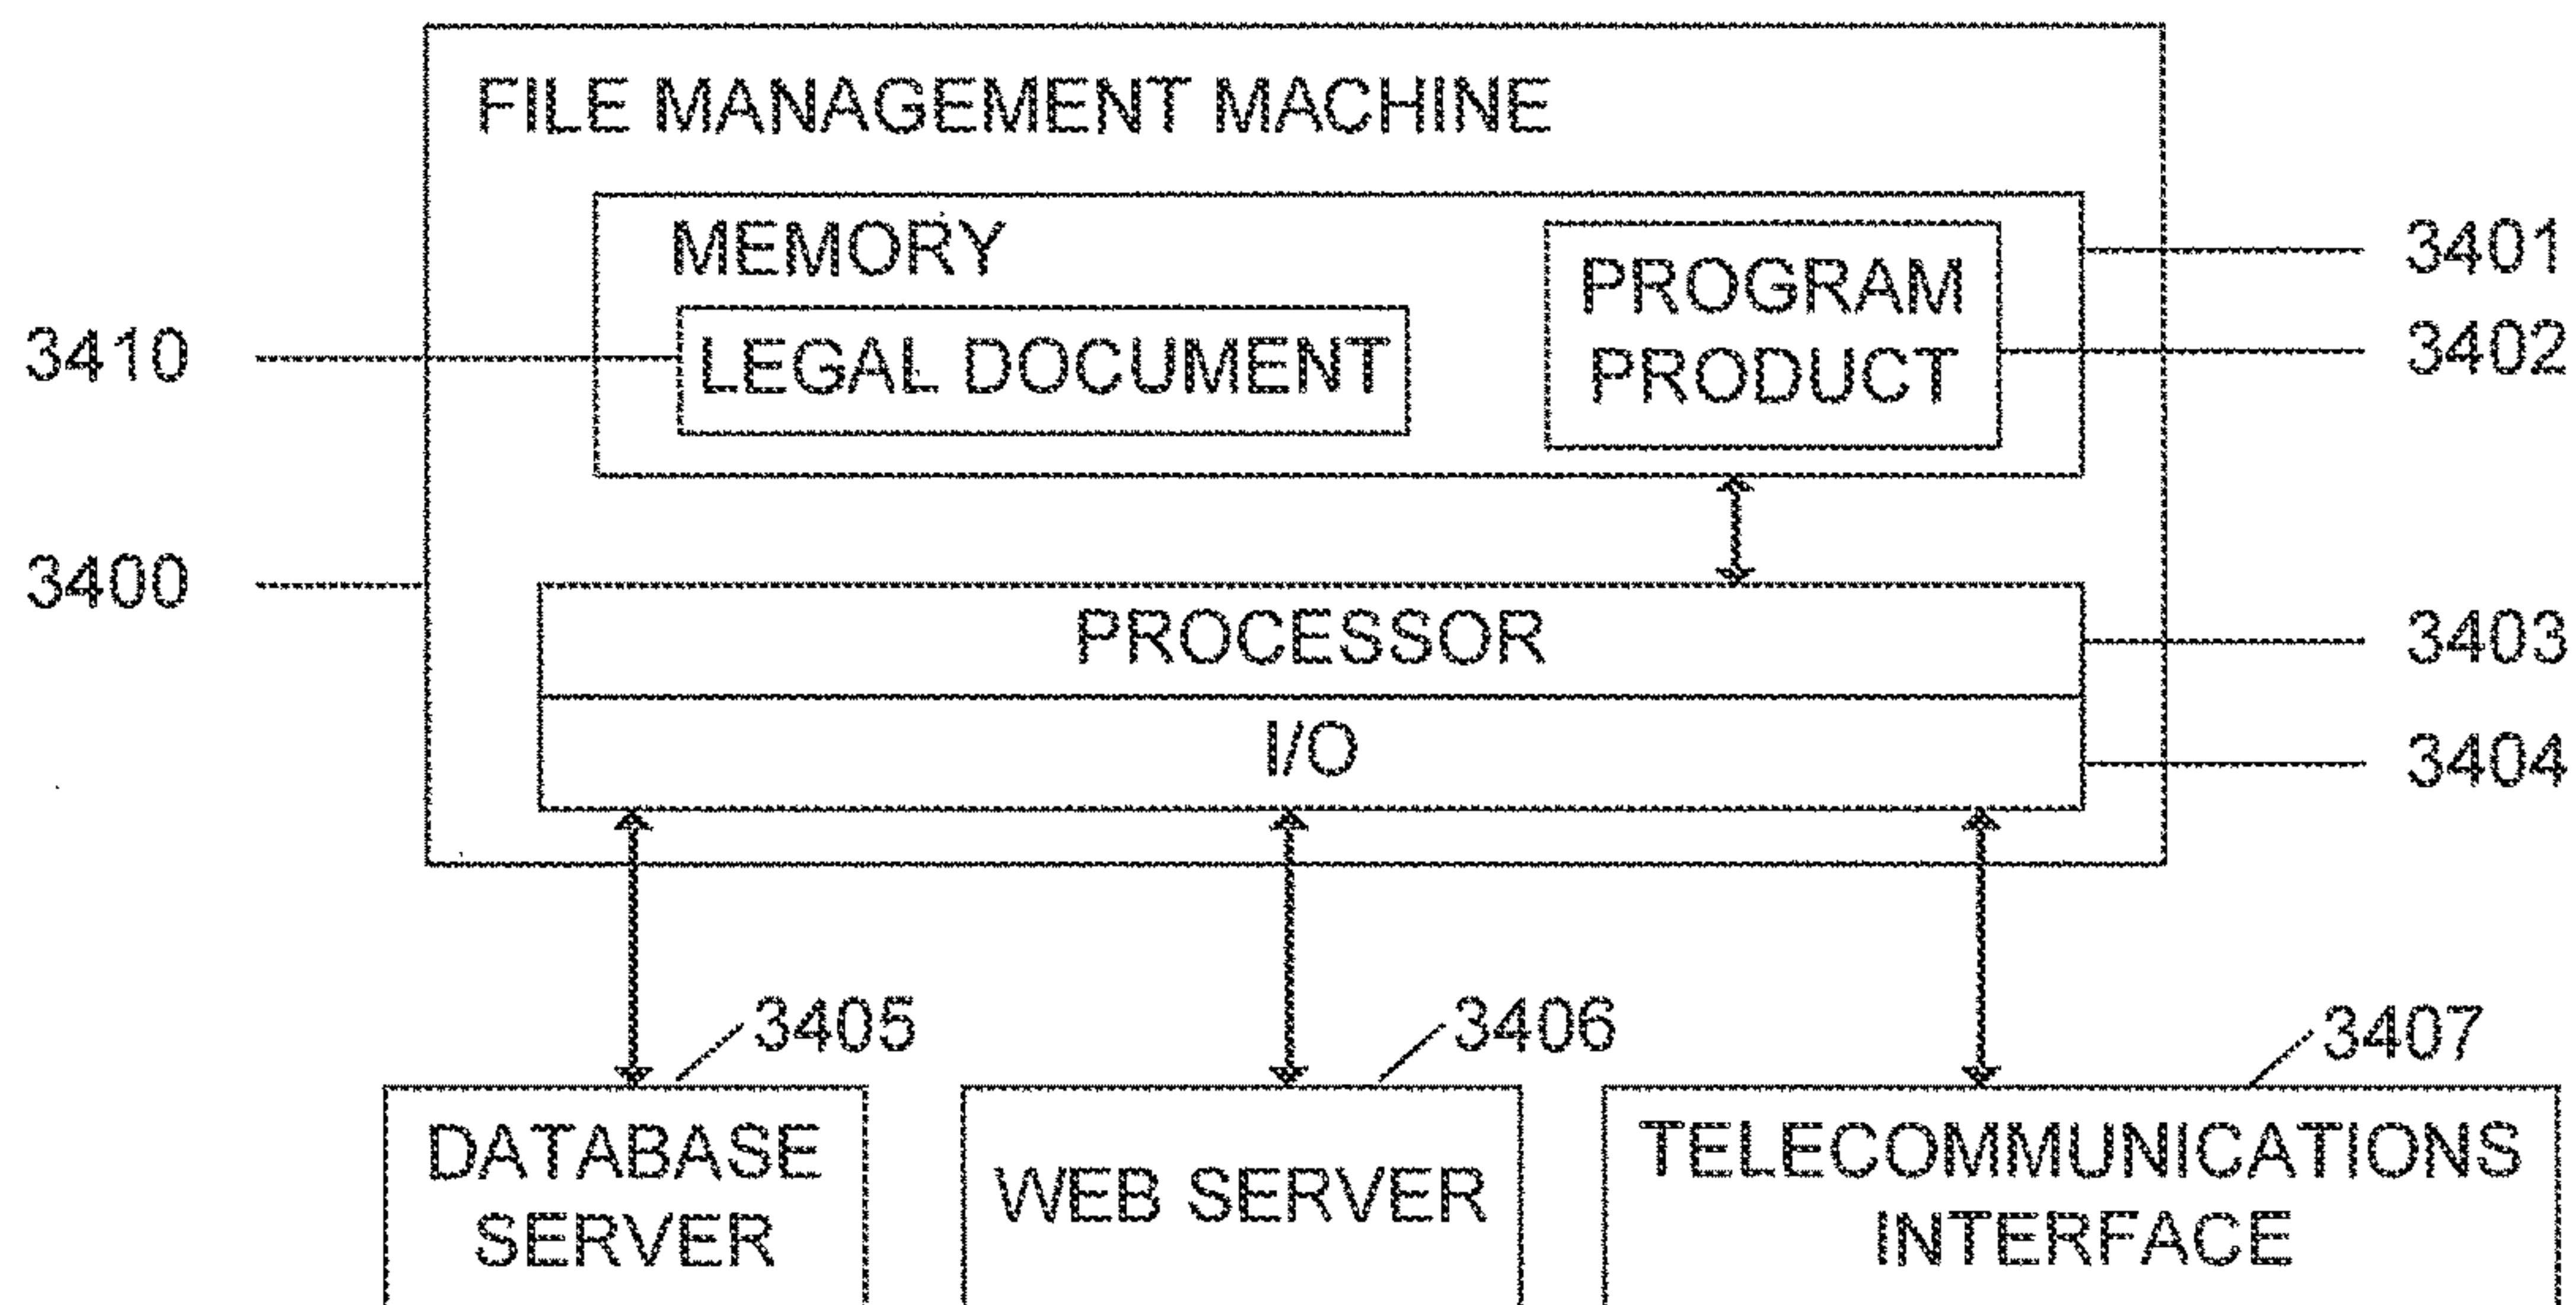 FILE MANAGEMENT MACHINE
MEMORY
PROGRAM
PRODUCT
LEGAL DOCUMENT
3401
3402
3410
3400
PROCESSOR
3403
I/O
3404
3405
3406
3407
DATABASE
SERVER
WEB SERVER
TELECOMMUNICATIONS
INTERFACE